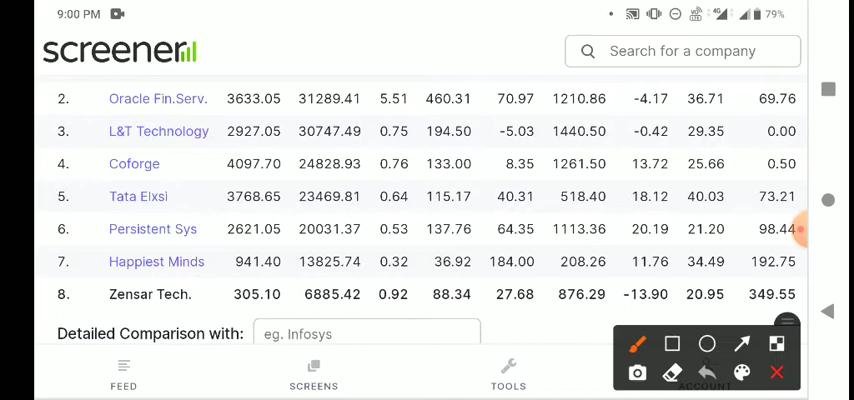 9:00 PM 4G 79%
screener Search for a company
2. Oracle Fin.Serv. 3633.05 31289.41 5.51 460.31 70.97 1210.86 -4.17 36.71 69.76
3. L&T Technology 2927.05 30747.49 0.75 194.50 -5.03 1440.50 -0.42 29.35 0.00
4. Coforge 4097.70 24828.93 0.76 133.00 8.35 1261.50 13.72 25.66 0.50
5. Tata Elxsi 3768.65 23469.81 0.64 115.17 40.31 518.40 18.12 40.03 73.21
6. Persistent Sys 2621.05 20031.37 0.53 137.76 64.35 1113.36 20.19 21.20 98.44
7. Happiest Minds 941.40 13825.74 0.32 36.92 184.00 208.26 11.76 34.49 192.75
8. Zensar Tech. 305.10 6885.42 0.92 88.34 27.68 876.29 -13.90 20.95 349.55
Detailed Comparison with: eg. Infosys
FEED SCREENS TOOLS ACCOUNT